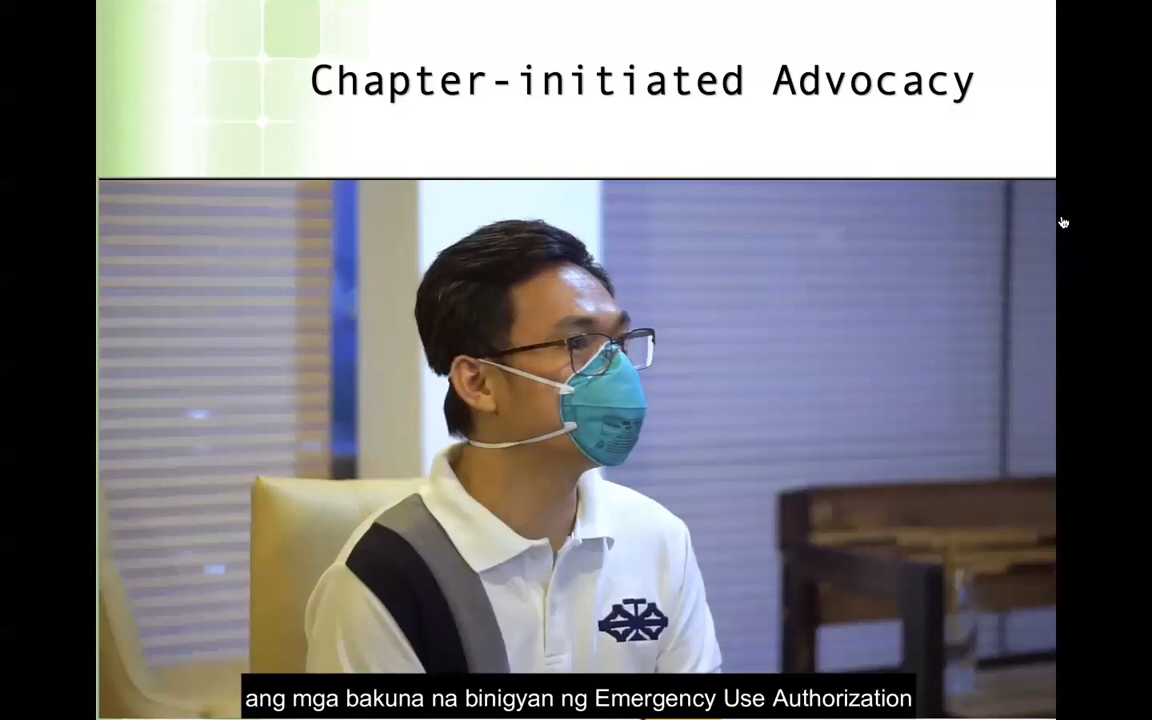 Chapter-initiated Advocacy
ang mga bakuna na binigyan ng Emergency Use Authorization